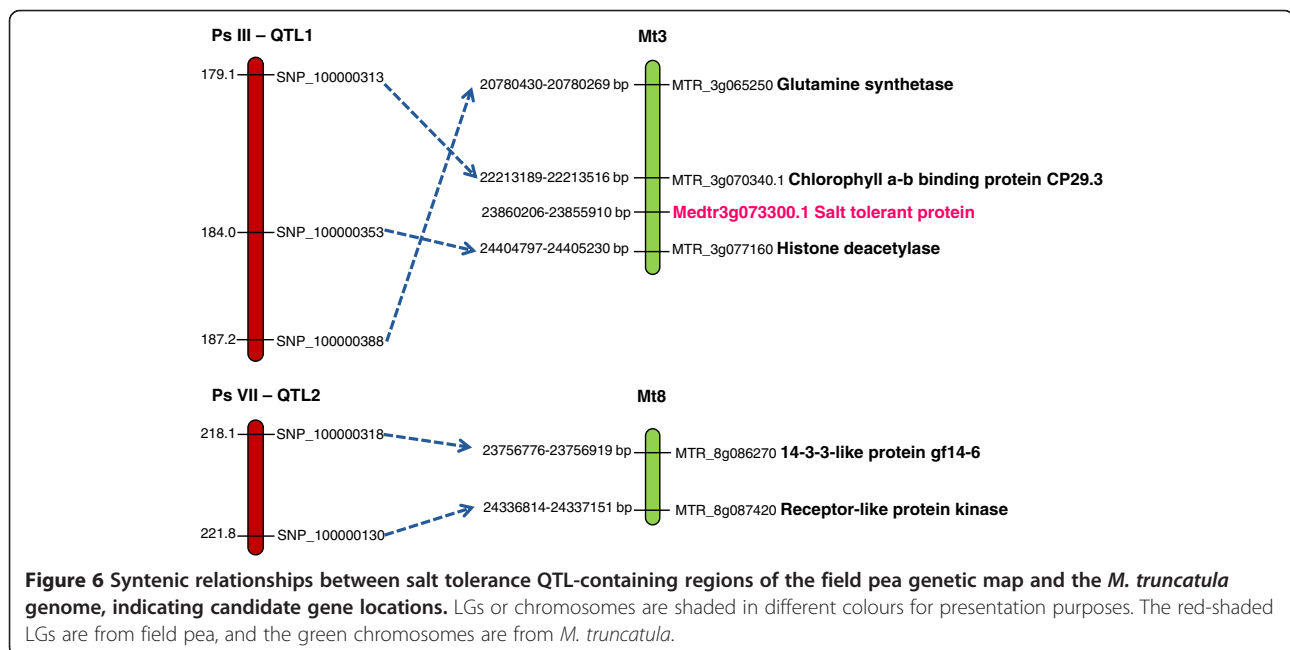 Ps III – QTL1
Mt3
179.1
SNP_100000313
20780430-20780269 bp
MTR_3g065250 Glutamine synthetase
22213189-22213516 bp
MTR_3g070340.1 Chlorophyll a-b binding protein CP29.3
23860206-23855910 bp
Medtr3g073300.1 Salt tolerant protein
184.0
SNP_100000353
24404797-24405230 bp
MTR_3g077160 Histone deacetylase
187.2
SNP_100000388
Ps VII – QTL2
Mt8
218.1
SNP_100000318
23756776-23756919 bp
MTR_8g086270 14-3-3-like protein gf14-6
24336814-24337151 bp
MTR_8g087420 Receptor-like protein kinase
221.8
SNP_100000130
Figure 6 Syntenic relationships between salt tolerance QTL-containing regions of the field pea genetic map and the M. truncatula
genome, indicating candidate gene locations. LGs or chromosomes are shaded in different colours for presentation purposes. The red-shaded
LGs are from field pea, and the green chromosomes are from M. truncatula.